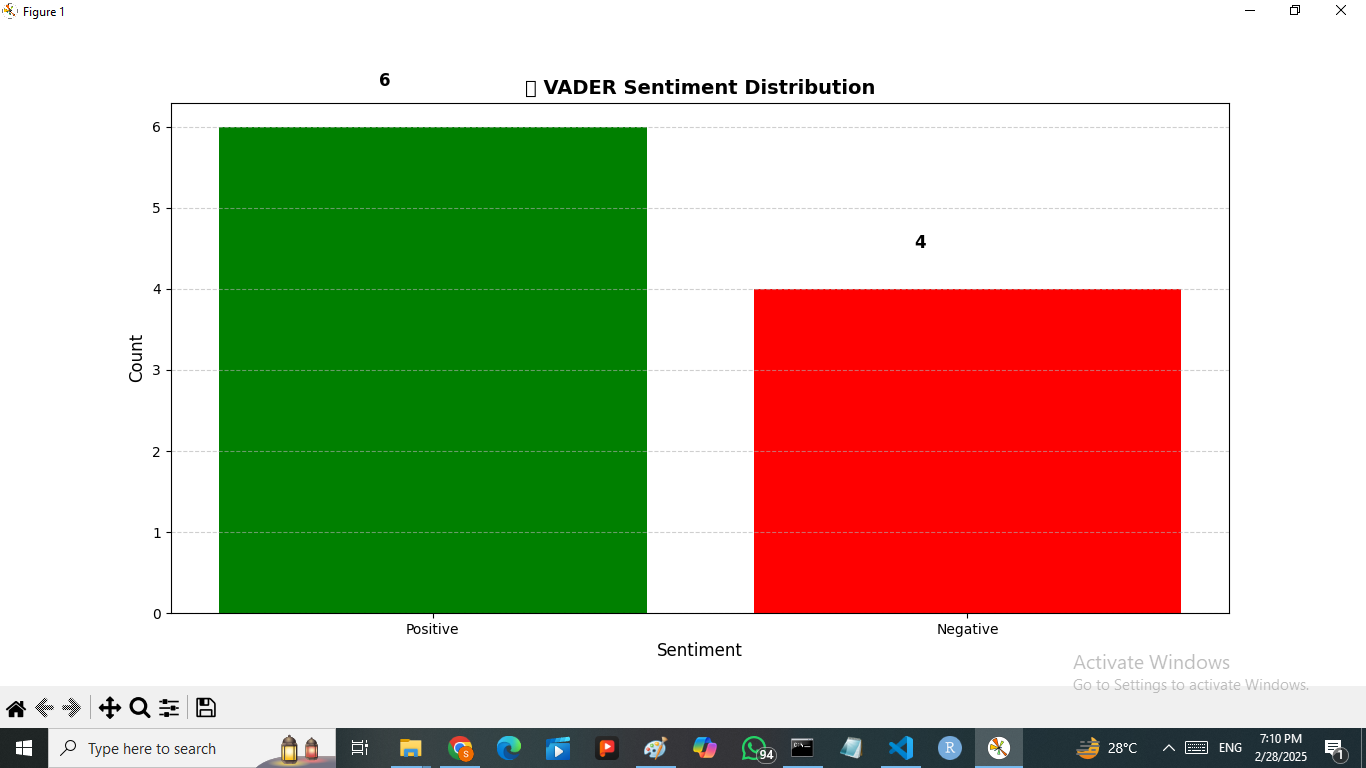 Figure 1
6
VADER Sentiment Distribution
6
5
4
4
3
2
1
0
Count
Positive
Negative
Sentiment
Activate Windows
Go to Settings to activate Windows.
Type here to search
94
28°C
ENG
7:10 PM
2/28/2025
1